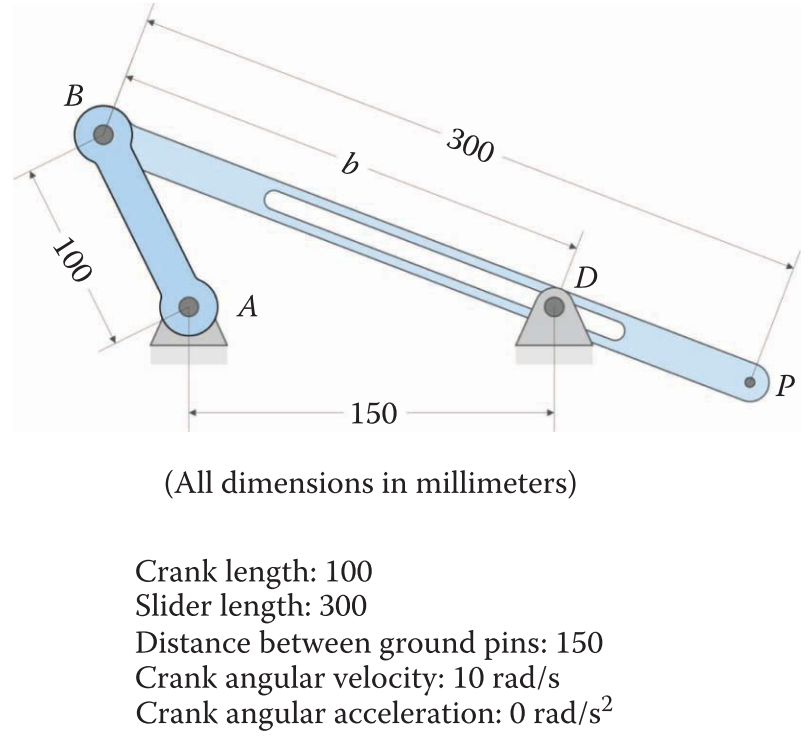 B
300
b
100
D
A
P
150
(All dimensions in millimeters)
Crank length: 100
Slider length: 300
Distance between ground pins: 150
Crank angular velocity: 10 rad/s
Crank angular acceleration: 0 rad/s²